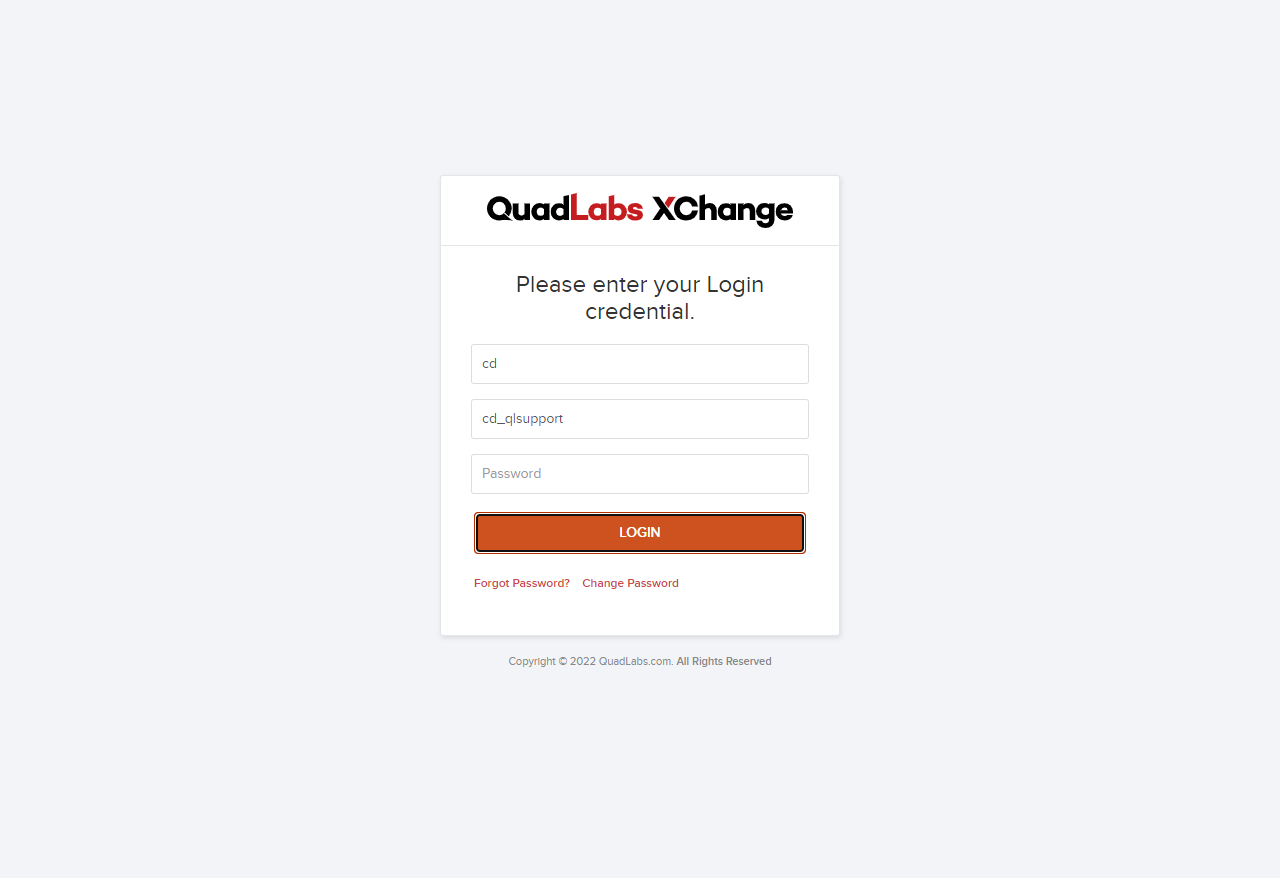 QuadLabs XChange
Please enter your Login
credential.
cd
cd_qlsupport
Password
LOGIN
Forgot Password? Change Password
Copyright © 2022 QuadLabs.com. All Rights Reserved